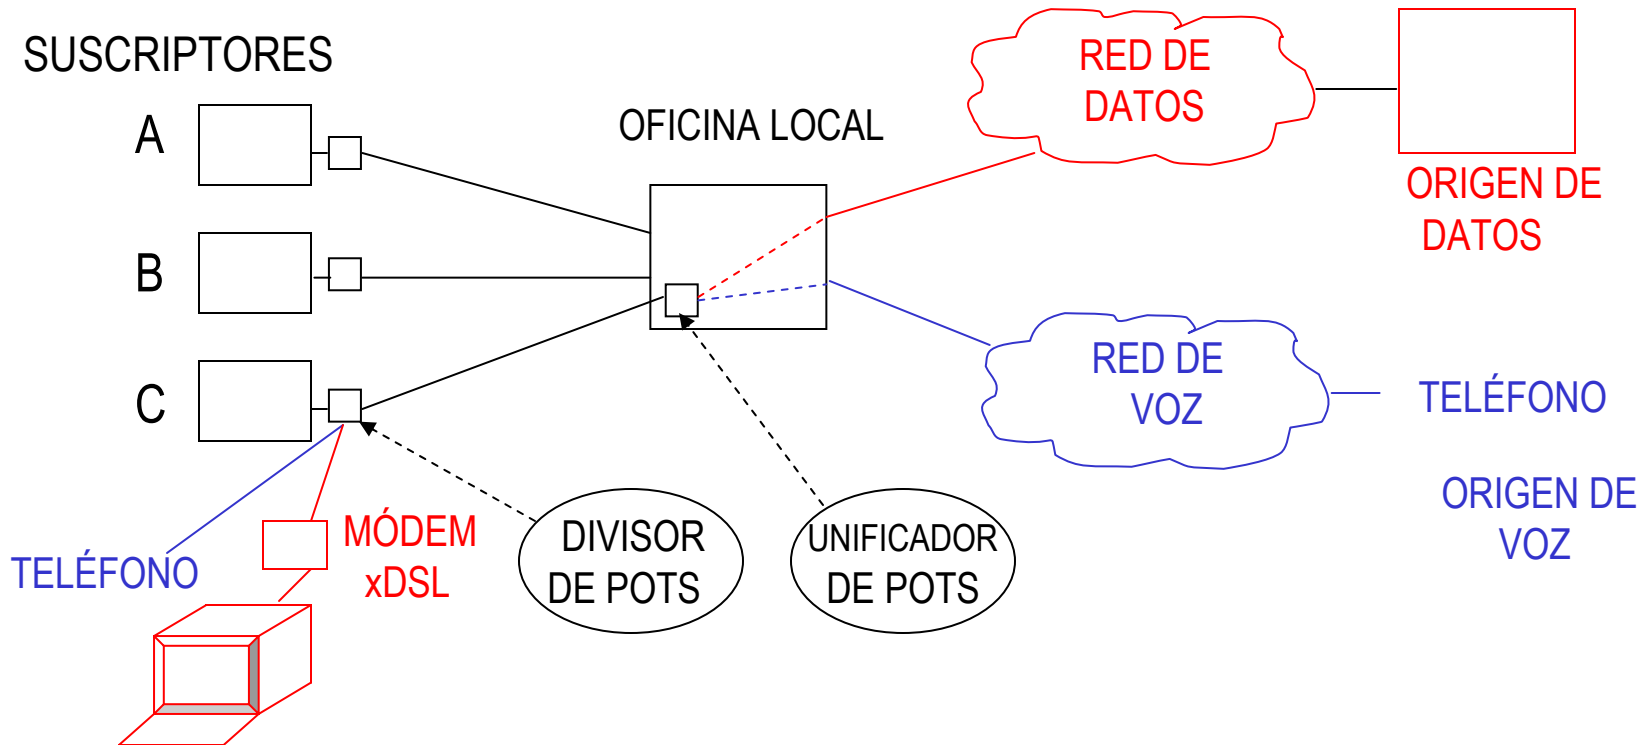 SUSCRIPTORES
A
B
C
OFICINA LOCAL
RED DE
DATOS
ORIGEN DE
DATOS
RED DE
VOZ
TELÉFONO
ORIGEN DE
VOZ
TELÉFONO
MÓDEM
xDSL
DIVISOR
DE POTS
UNIFICADOR
DE POTS